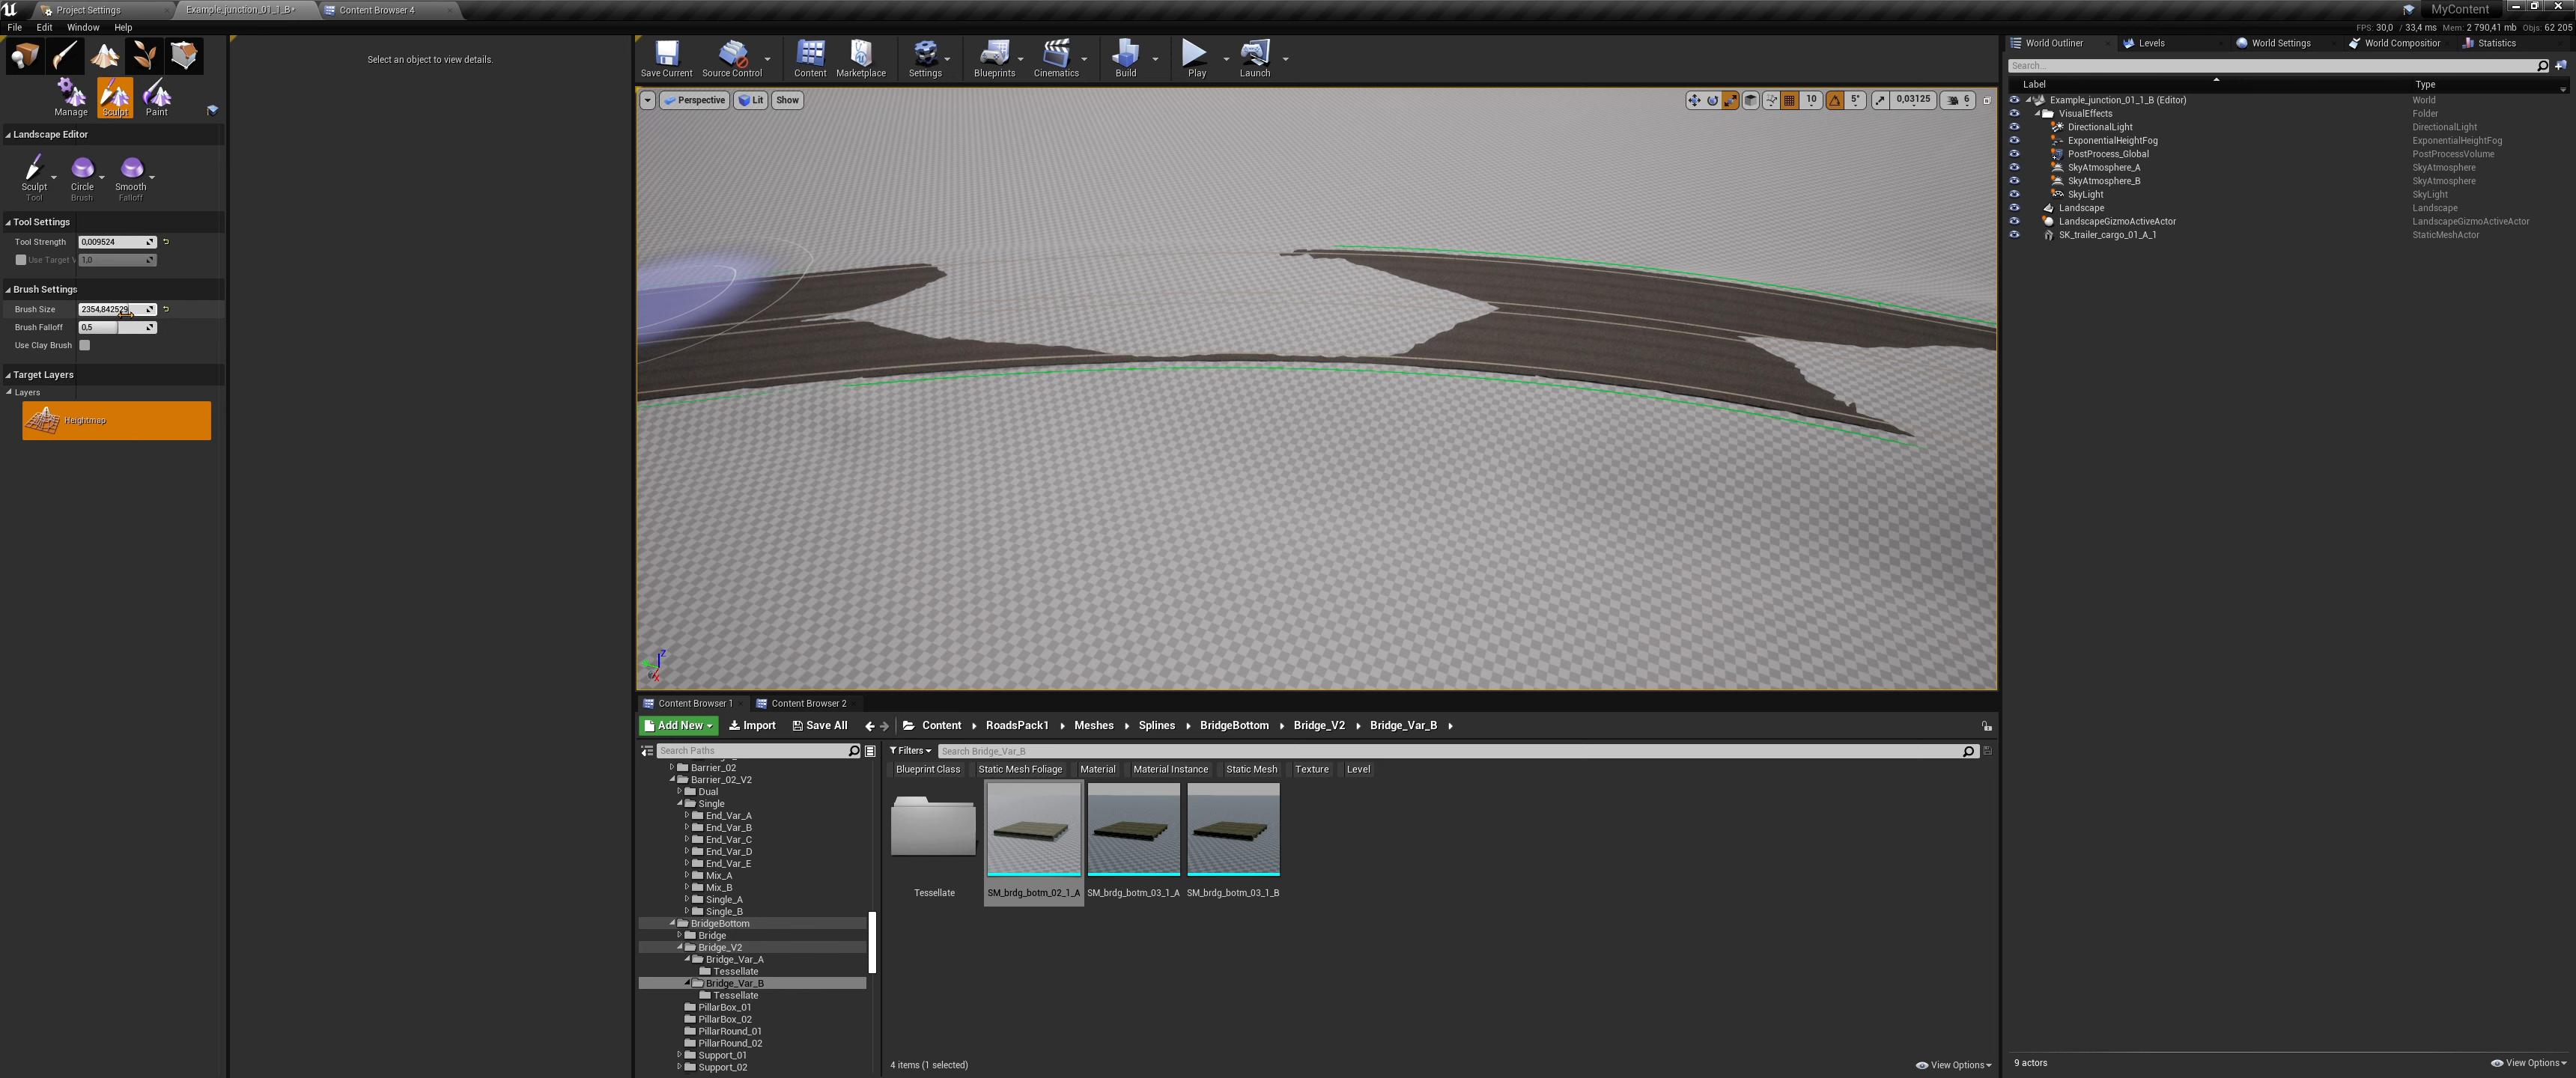 Project Settings
Example_junction_01_1_B*
Content Browser 4
MyContent
File Edit Window Help
FPS: 30,0 / 33,4 ms Mem: 2 790,41 mb Objs: 62 205
Manage Sculpt Paint
Landscape Editor
Sculpt Circle Smooth
Tool Brush Falloff
Tool Settings
Tool Strength 0,009524
Use Target V 1,0
Brush Settings
Brush Size 2354,842529
Brush Falloff 0,5
Use Clay Brush
Target Layers
Layers
Heightmap
Select an object to view details.
Save Current Source Control Content Marketplace Settings Blueprints Cinematics Build Play Launch
Perspective Lit Show
10 5° 0,03125 6
Z
X
Content Browser 1 Content Browser 2
Add New Import Save All Content RoadsPack1 Meshes Splines BridgeBottom Bridge_V2 Bridge_Var_B
Search Paths
Barrier_02
Barrier_02_V2
Dual
Single
End_Var_A
End_Var_B
End_Var_C
End_Var_D
End_Var_E
Mix_A
Mix_B
Single_A
Single_B
BridgeBottom
Bridge
Bridge_V2
Bridge_Var_A
Tessellate
Bridge_Var_B
Tessellate
PillarBox_01
PillarBox_02
PillarRound_01
PillarRound_02
Support_01
Support_02
Filters Search Bridge_Var_B
Blueprint Class Static Mesh Foliage Material Material Instance Static Mesh Texture Level
Tessellate SM_brdg_botm_02_1_A SM_brdg_botm_03_1_A SM_brdg_botm_03_1_B
4 items (1 selected)
View Options
World Outliner Levels World Settings World Compositior Statistics
Search...
Label Type
Example_junction_01_1_B (Editor) World
VisualEffects Folder
DirectionalLight DirectionalLight
ExponentialHeightFog ExponentialHeightFog
PostProcess_Global PostProcessVolume
SkyAtmosphere_A SkyAtmosphere
SkyAtmosphere_B SkyAtmosphere
SkyLight SkyLight
Landscape Landscape
LandscapeGizmoActiveActor LandscapeGizmoActiveActor
SK_trailer_cargo_01_A_1 StaticMeshActor
9 actors
View Options